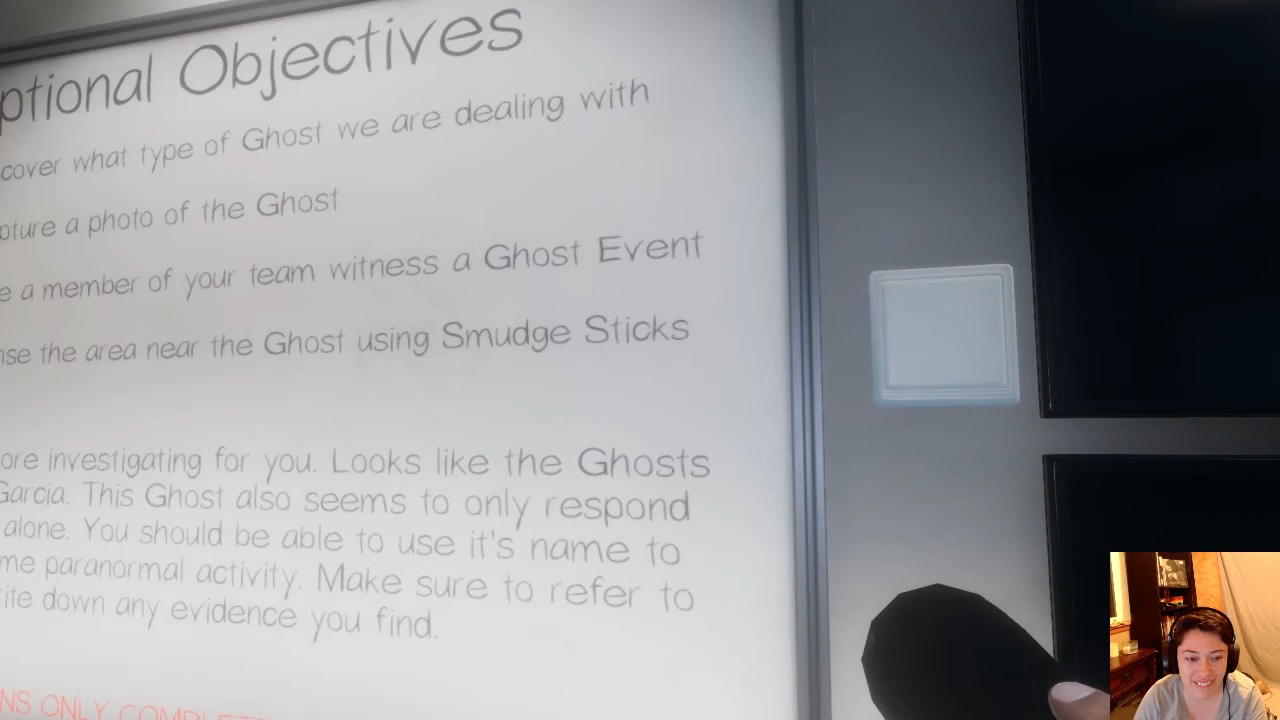 ptional Objectives
cover what type of Ghost we are dealing with
pture a photo of the Ghost
e a member of your team witness a Ghost Event
nse the area near the Ghost using Smudge Sticks
ore investigating for you. Looks like the Ghosts
Garcia. This Ghost also seems to only respond
alone. You should be able to use it's name to
me paranormal activity. Make sure to refer to
rite down any evidence you find.
NS ONLY COMPLETE